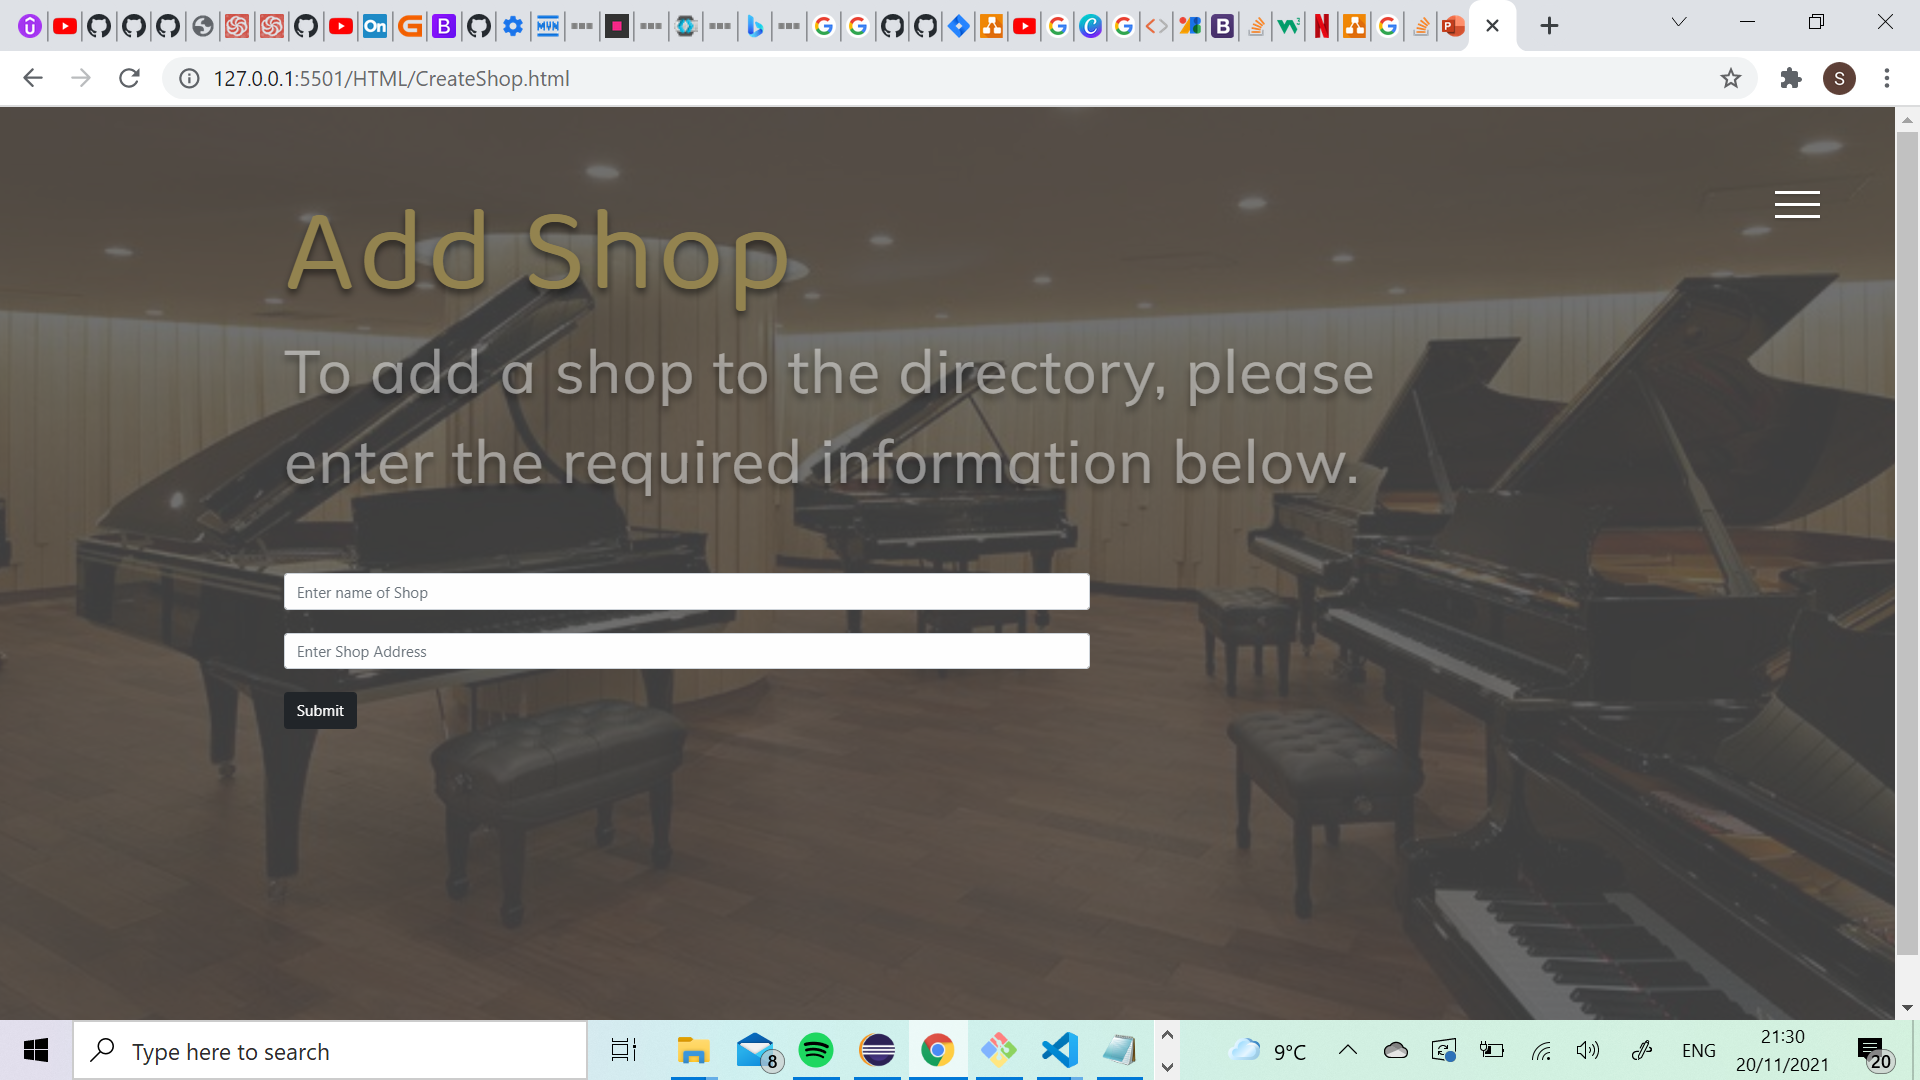 On
MVN
127.0.0.1:5501/HTML/CreateShop.html
S
Add Shop
To add a shop to the directory, please
enter the required information below.
Enter name of Shop
Enter Shop Address
Submit
Type here to search
8
9°C
ENG
21:30
20/11/2021
20